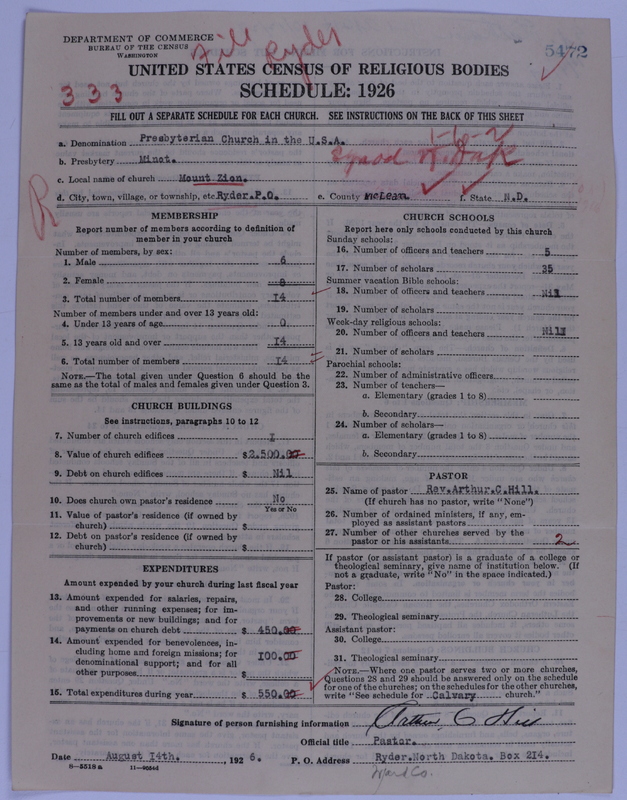 DEPARTMENT OF COMMERCE
BUREAU OF THE CENSUS
WASHINGTON
Fill Ryder
5472
UNITED STATES CENSUS OF RELIGIOUS BODIES
333
SCHEDULE: 1926
FILL OUT A SEPARATE SCHEDULE FOR EACH CHURCH. SEE INSTRUCTIONS ON THE BACK OF THIS SHEET
a. Denomination Presbyterian Church in the U.S.A.
1-10-2
b. Presbytery Minot.
Synod N. Dak
c. Local name of church Mount Zion.
R
d. City, town, village, or township, etc. Ryder.P.O. e. County McLean. f. State N.D.
MEMBERSHIP
Report number of members according to definition of
member in your church
Number of members, by sex:
1. Male 6
2. Female 8
3. Total number of members 14
Number of members under and over 13 years old:
4. Under 13 years of age 0
5. 13 years old and over 14
6. Total number of members 14
NOTE.—The total given under Question 6 should be the
same as the total of males and females given under Question 3.
CHURCH BUILDINGS
See instructions, paragraphs 10 to 12
7. Number of church edifices I
8. Value of church edifices $2.500.00
9. Debt on church edifices $ Nil
10. Does church own pastor's residence No
Yes or No
11. Value of pastor's residence (if owned by
church) $
12. Debt on pastor's residence (if owned by
church) $
EXPENDITURES
Amount expended by your church during last fiscal year
13. Amount expended for salaries, repairs,
and other running expenses; for im-
provements or new buildings; and for
payments on church debt $ 450.00
14. Amount expended for benevolences, in-
cluding home and foreign missions; for
denominational support; and for all
other purposes $ 100.00
15. Total expenditures during year $ 550.00
CHURCH SCHOOLS
Report here only schools conducted by this church
Sunday schools:
16. Number of officers and teachers 5
17. Number of scholars 35
Summer vacation Bible schools:
18. Number of officers and teachers Nil
19. Number of scholars
Week-day religious schools:
20. Number of officers and teachers Nil
21. Number of scholars
Parochial schools:
22. Number of administrative officers
23. Number of teachers—
a. Elementary (grades 1 to 8)
b. Secondary
24. Number of scholars—
a. Elementary (grades 1 to 8)
b. Secondary
PASTOR
25. Name of pastor Rev.Arthur.C.Hill.
(If church has no pastor, write "None")
26. Number of ordained ministers, if any, em-
ployed as assistant pastors
27. Number of other churches served by the
pastor or his assistants 2
If pastor (or assistant pastor) is a graduate of a college or
theological seminary, give name of institution below. (If
not a graduate, write "No" in the space indicated.)
Pastor:
28. College
29. Theological seminary
Assistant pastor:
30. College
31. Theological seminary
NOTE.—Where one pastor serves two or more churches,
Questions 28 and 29 should be answered only on the schedule
for one of the churches; on the schedules for the other churches,
write "See schedule for Calvary church."
Signature of person furnishing information Arthur C Hill
Official title Pastor.
Date August 14th. , 1926. P. O. Address Ryder.North Dakota. Box 214.
8—5518a 11—9054d
Ward Co.